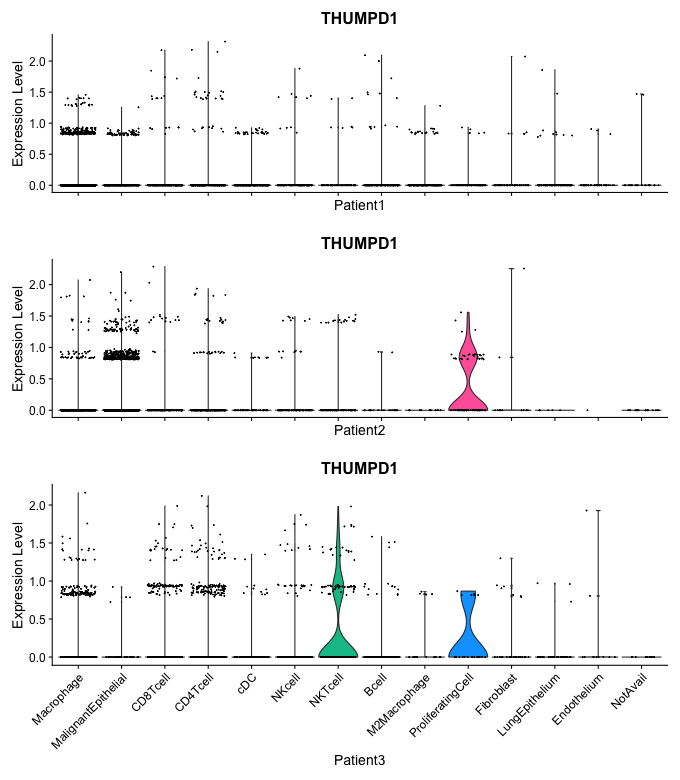 THUMPD1
Expression Level
2.0
1.5
1.0
0.5
0.0
Patient1
THUMPD1
Expression Level
2.0
1.5
1.0
0.5
0.0
Patient2
THUMPD1
Expression Level
2.0
1.5
1.0
0.5
0.0
Macrophage
MalignantEpithelial
CD8Tcell
CD4Tcell
cDC
NKcell
NKTcell
Bcell
M2Macrophage
ProliferatingCell
Fibroblast
LungEpithelium
Endothelium
NotAvail
Patient3